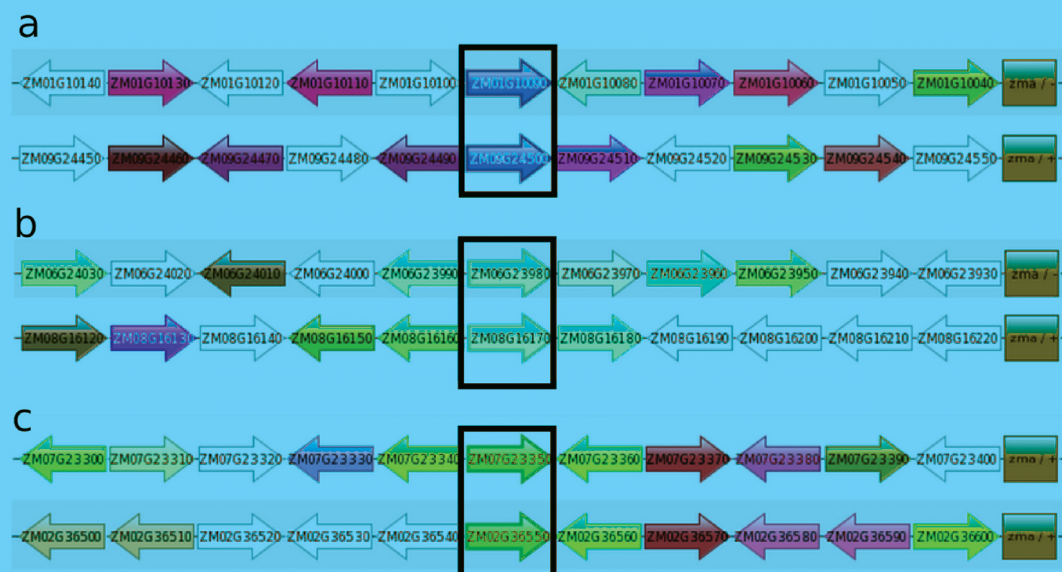 a
ZM01G10140 ZM01G10130 ZM01G10120 ZM01G10110 ZM01G10100 ZM01G10090 ZM01G10080 ZM01G10070 ZM01G10060 ZM01G10050 ZM01G10040 zma / -
ZM09G24450 ZM09G24460 ZM09G24470 ZM09G24480 ZM09G24490 ZM09G24500 ZM09G24510 ZM09G24520 ZM09G24530 ZM09G24540 ZM09G24550 zma / +
b
ZM06G24030 ZM06G24020 ZM06G24010 ZM06G24000 ZM06G23990 ZM06G23980 ZM06G23970 ZM06G23960 ZM06G23950 ZM06G23940 ZM06G23930 zma / -
ZM08G16120 ZM08G16130 ZM08G16140 ZM08G16150 ZM08G16160 ZM08G16170 ZM08G16180 ZM08G16190 ZM08G16200 ZM08G16210 ZM08G16220 zma / +
c
ZM07G23300 ZM07G23310 ZM07G23320 ZM07G23330 ZM07G23340 ZM07G23350 ZM07G23360 ZM07G23370 ZM07G23380 ZM07G23390 ZM07G23400 zma / +
ZM02G36500 ZM02G36510 ZM02G36520 ZM02G36530 ZM02G36540 ZM02G36550 ZM02G36560 ZM02G36570 ZM02G36580 ZM02G36590 ZM02G36600 zma / +